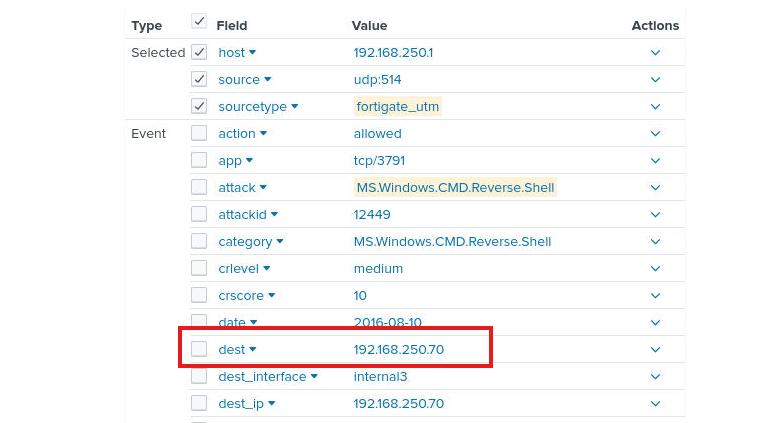 Type Field Value Actions
Selected host 192.168.250.1
source udp:514
sourcetype fortigate_utm
Event action allowed
app tcp/3791
attack MS.Windows.CMD.Reverse.Shell
attackid 12449
category MS.Windows.CMD.Reverse.Shell
crlevel medium
crscore 10
date 2016-08-10
dest 192.168.250.70
dest_interface internal3
dest_ip 192.168.250.70